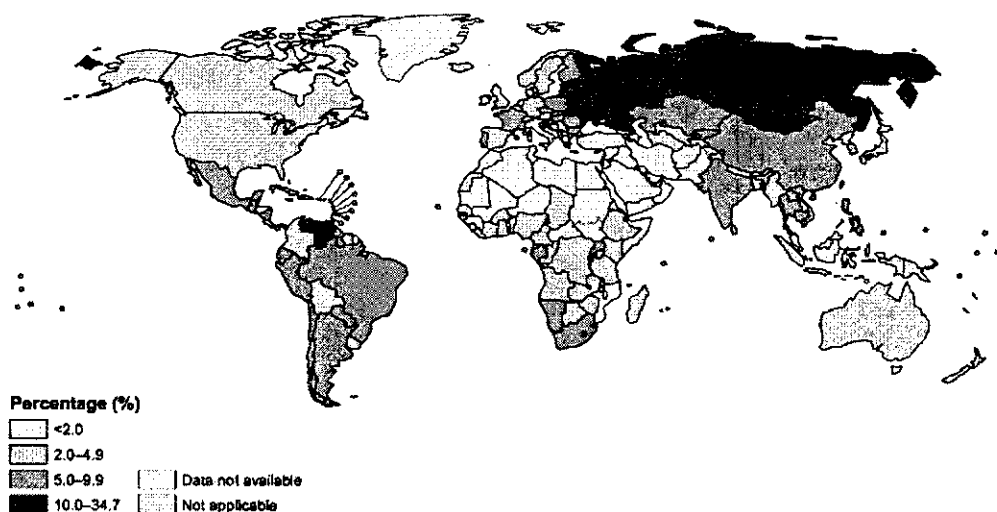 Percentage (%)
<2.0
2.0–4.9
5.0–9.9
10.0–34.7
Data not available
Not applicable